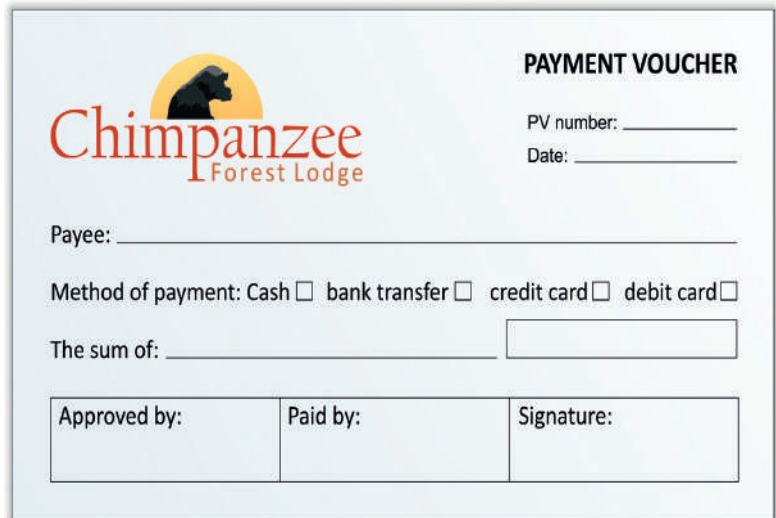 PAYMENT VOUCHER
Chimpanzee
Forest Lodge
PV number:
Date:
Payee:
Method of payment: Cash bank transfer credit card debit card
The sum of:
Approved by: Paid by: Signature: